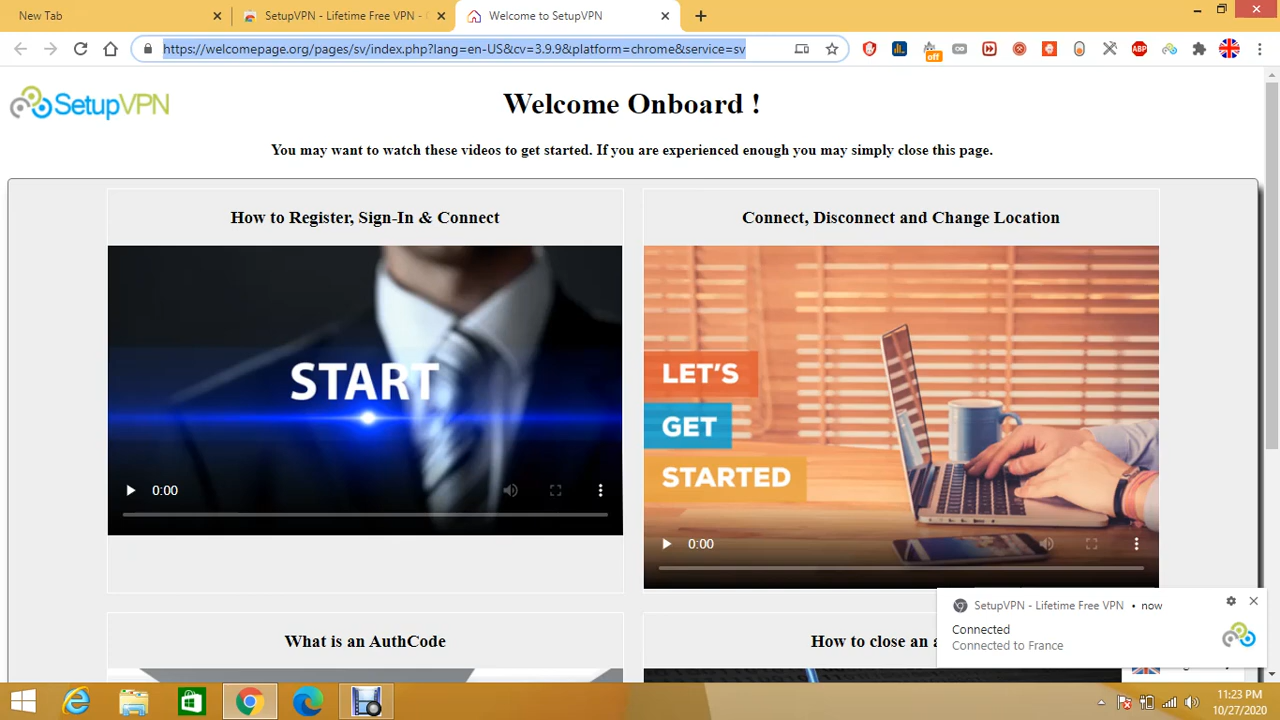 New Tab
SetupVPN - Lifetime Free VPN -
Welcome to SetupVPN
https://welcomepage.org/pages/sv/index.php?lang=en-US&cv=3.9.9&platform=chrome&service=sv
off
ABP
SetupVPN
Welcome Onboard !
You may want to watch these videos to get started. If you are experienced enough you may simply close this page.
How to Register, Sign-In & Connect
START
0:00
Connect, Disconnect and Change Location
LET'S
GET
STARTED
0:00
What is an AuthCode
How to close an
SetupVPN - Lifetime Free VPN • now
Connected
Connected to France
11:23 PM
10/27/2020